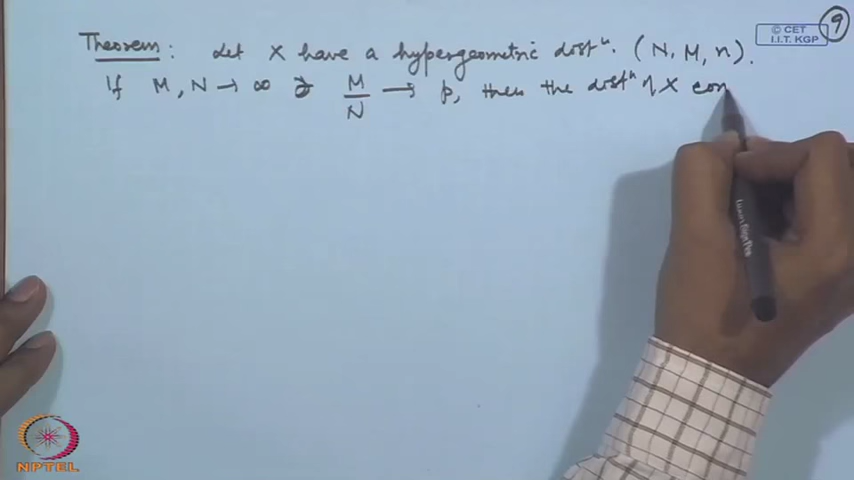 9
© CET
I.I.T. KGP
Theorem: Let X have a hypergeometric distⁿ. (N, M, n).
If M, N → ∞ ∋ M/N → p, then the distⁿ of X con
NPTEL